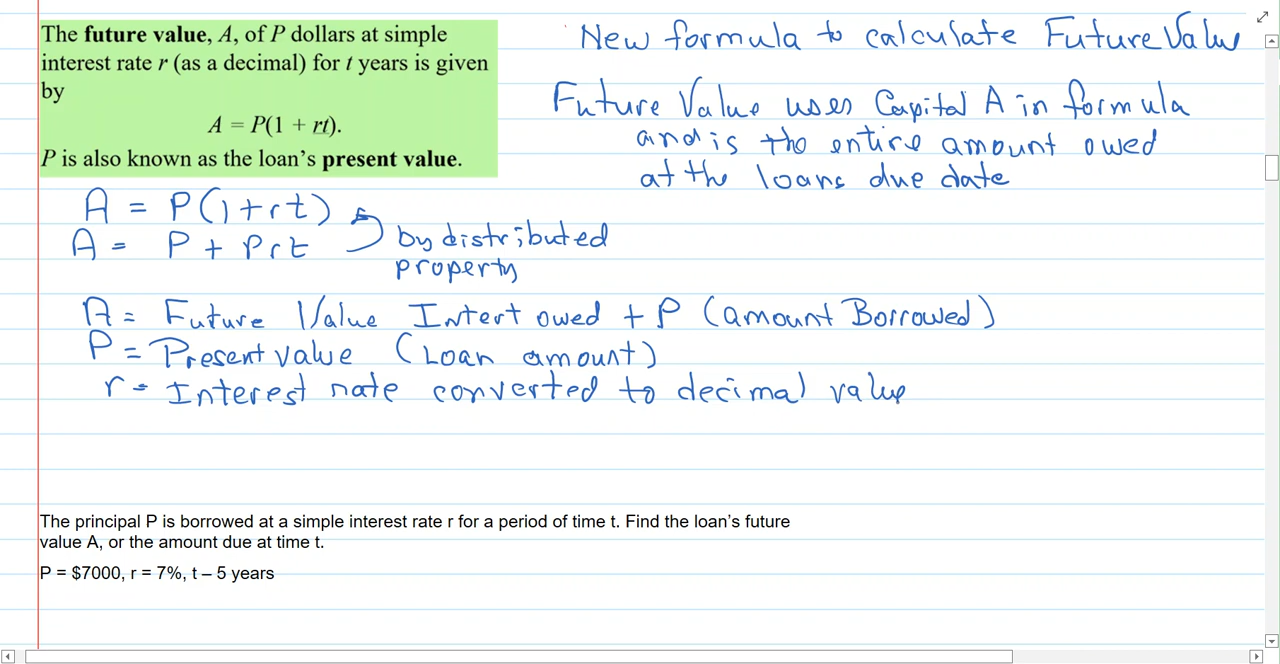 The future value, A, of P dollars at simple
interest rate r (as a decimal) for t years is given
by
A = P(1 + rt).
P is also known as the loan's present value.
New formula to calculate Future Value
Future Value uses Capital A in formula
and is the entire amount owed
at the loans due date
A = P(1+rt)
A = P + Prt
by distributed
property
A = Future Value Intert owed + P (amount Borrowed)
P = Present value (Loan amount)
r = Interest rate converted to decimal value
The principal P is borrowed at a simple interest rate r for a period of time t. Find the loan's future
value A, or the amount due at time t.
P = $7000, r = 7%, t – 5 years